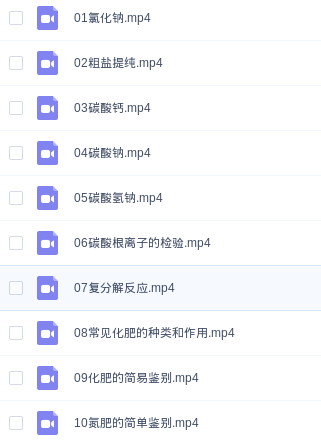 01氯化钠.mp4
02粗盐提纯.mp4
03碳酸钙.mp4
04碳酸钠.mp4
05碳酸氢钠.mp4
06碳酸根离子的检验.mp4
07复分解反应.mp4
08常见化肥的种类和作用.mp4
09化肥的简易鉴别.mp4
10氮肥的简单鉴别.mp4